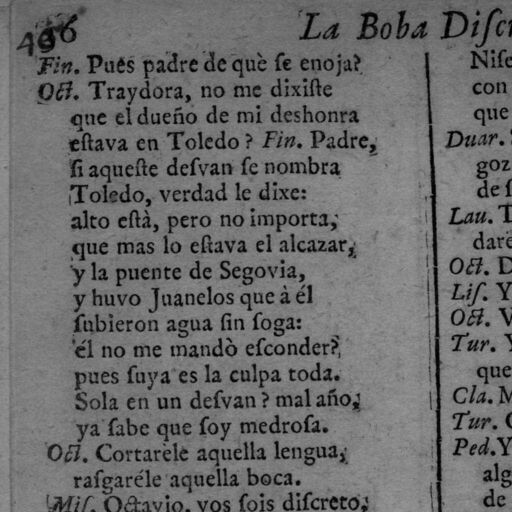 496
La Boba Discr
Fin. Pues padre de què ſe enoja?
Oct. Traydora, no me dixiſte
que el dueño de mi deshonra
eſtava en Toledo? Fin. Padre,
ſi aqueſte deſvan ſe nombra
Toledo, verdad le dixe:
alto eſtà, pero no importa,
que mas lo eſtava el alcazar,
y la puente de Segovia,
y huvo Juanelos que à él
ſubieron agua ſin ſoga:
él no me mandò eſconder?
pues ſuya es la culpa toda.
Sola en un deſvan? mal año,
ya ſabe que ſoy medroſa.
Oct. Cortaréle aquella lengua,
raſgaréle aquella boca.
Miſ. Octavio, vos ſois diſcreto,
Niſe
con
que
Duar.
goz
de
Lau. T
daré
Oct. D
Liſ. Y
Oct. V
Tur. Y
que
Cla. M
Tur.
Ped. Y
alg
de